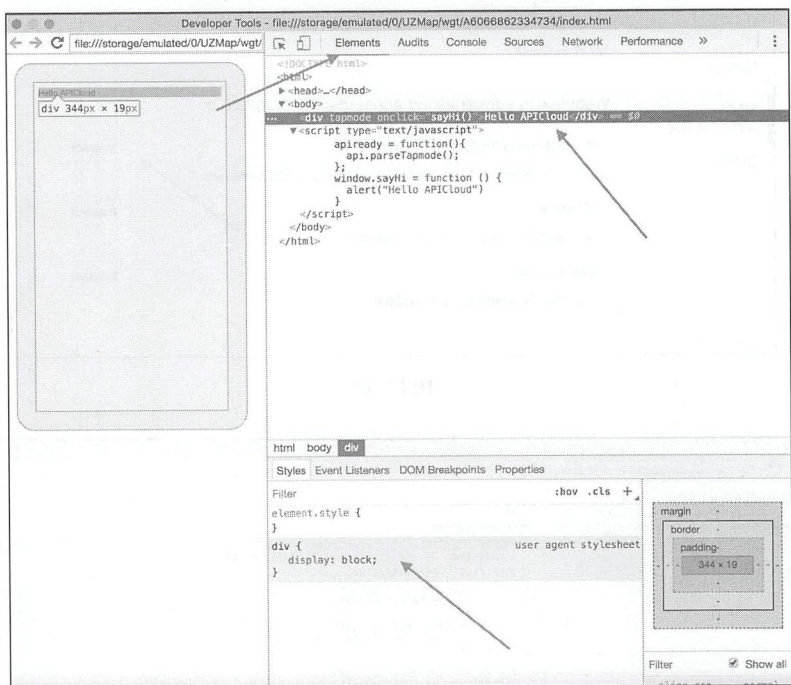 Developer Tools - file:///storage/emulated/0/UZMap/wgt/A6066862334734/index.html
file:///storage/emulated/0/UZMap/wgt/
Elements Audits Console Sources Network Performance »
Hello APICloud
div 344px × 19px
<!DOCTYPE html>
<html>
▶<head>…</head>
▼<body>
... <div tapmode onclick="sayHi()">Hello APICloud</div> == $0
▼<script type="text/javascript">
apiready = function(){
api.parseTapmode();
};
window.sayHi = function () {
alert("Hello APICloud")
}
</script>
</body>
</html>
html body div
Styles Event Listeners DOM Breakpoints Properties
Filter :hov .cls +
element.style {
}
div { user agent stylesheet
display: block;
}
margin -
border -
padding-
344 × 19
Filter Show all